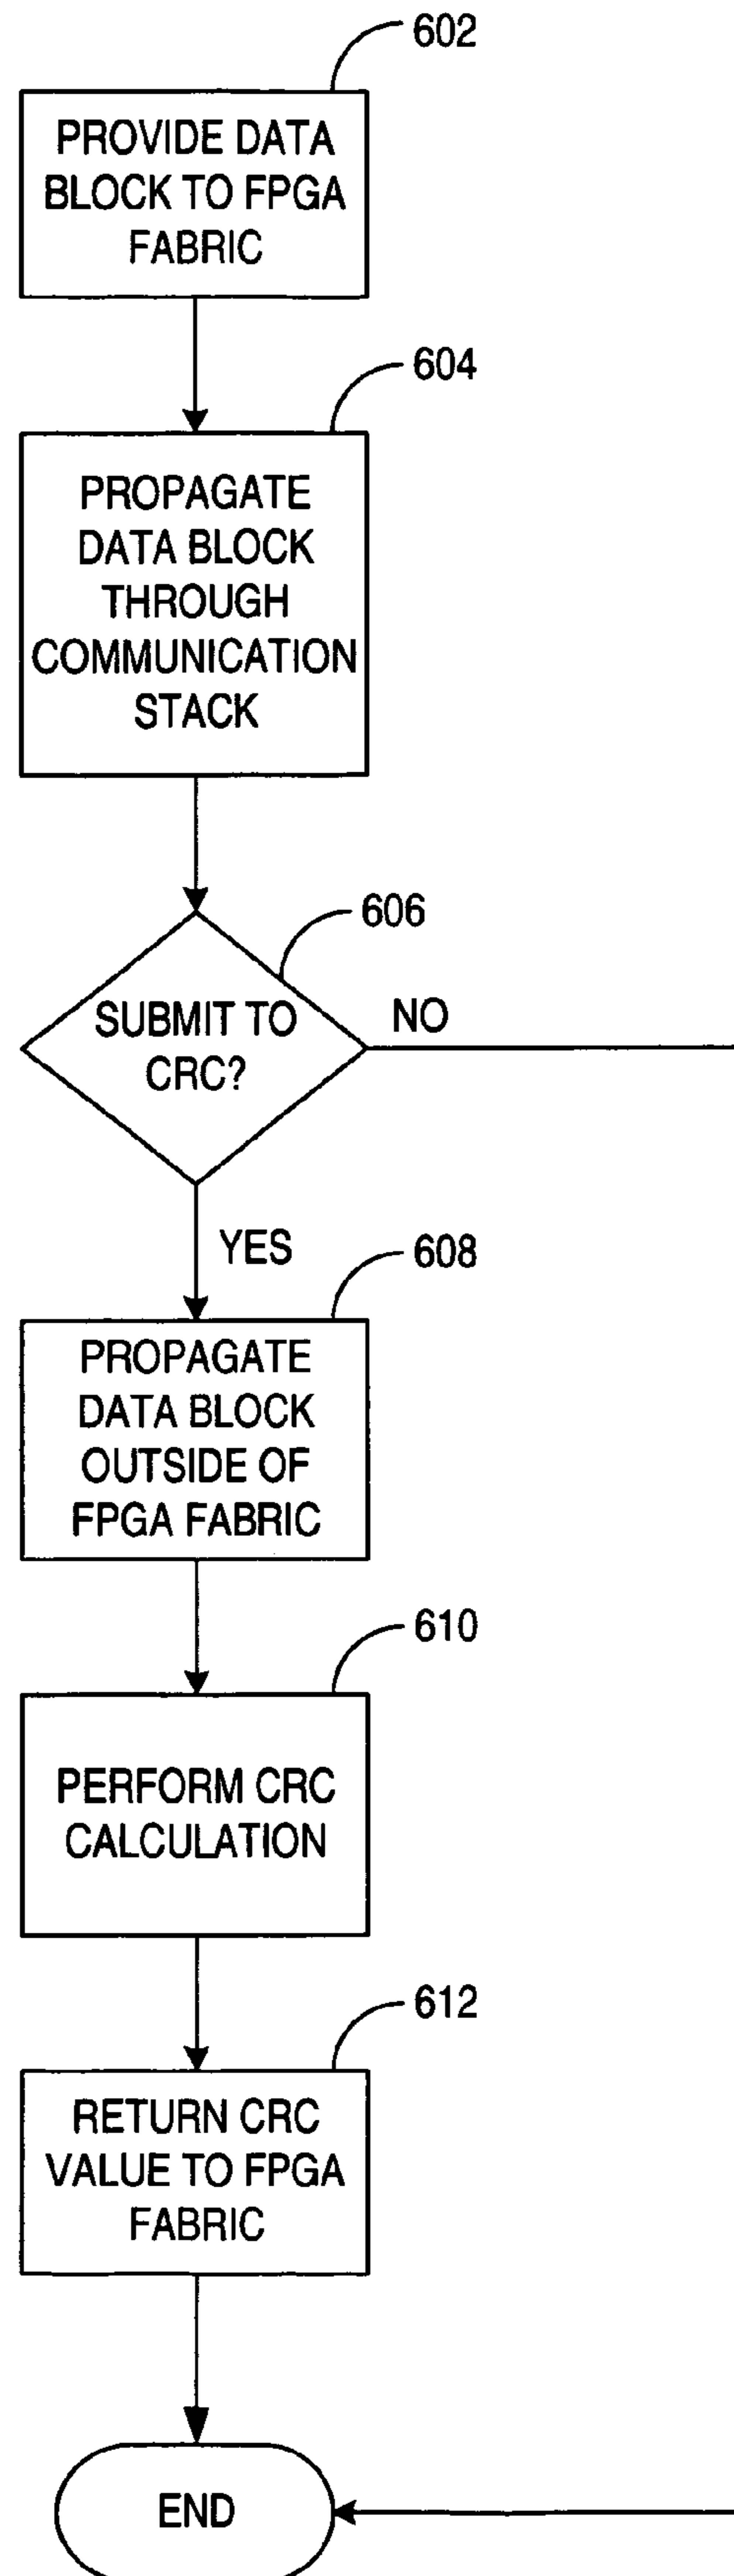 602
PROVIDE DATA
BLOCK TO FPGA
FABRIC
604
PROPAGATE
DATA BLOCK
THROUGH
COMMUNICATION
STACK
606
SUBMIT TO
CRC?
NO
YES
608
PROPAGATE
DATA BLOCK
OUTSIDE OF
FPGA FABRIC
610
PERFORM CRC
CALCULATION
612
RETURN CRC
VALUE TO FPGA
FABRIC
END